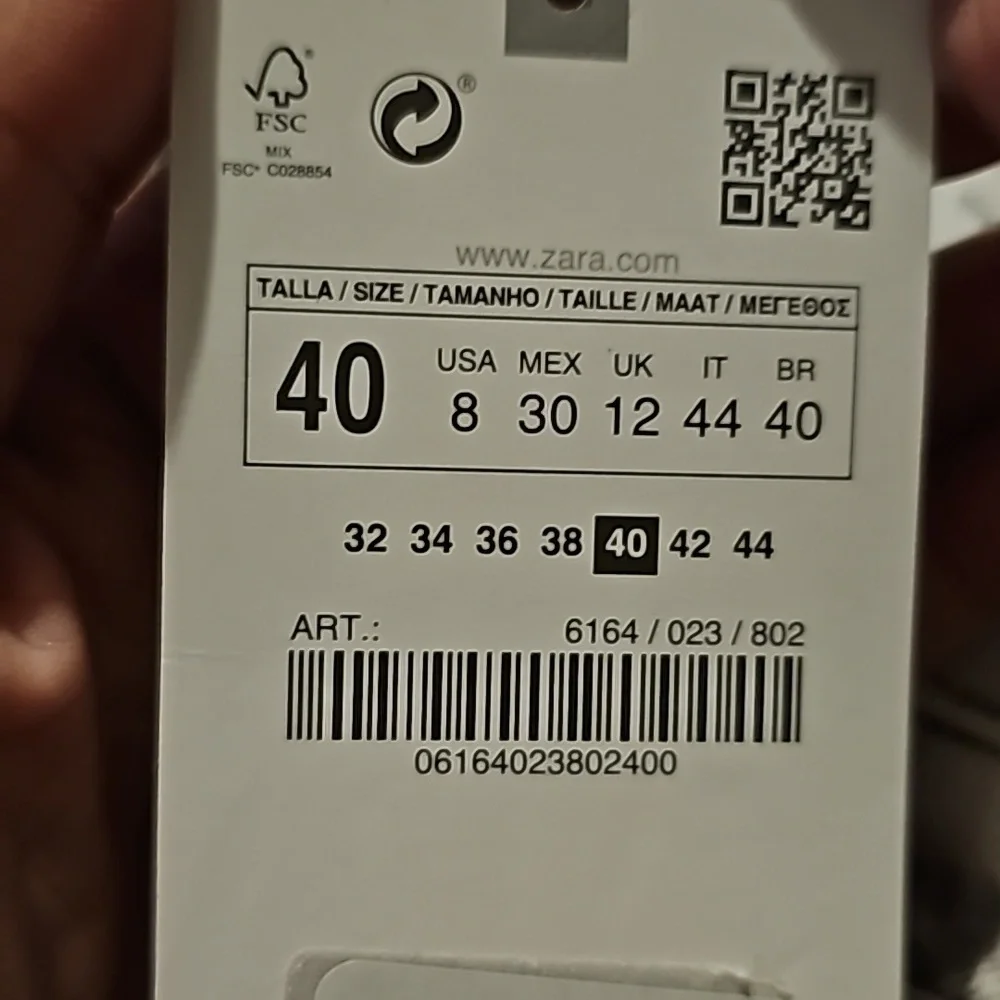 FSC
MIX
FSC® C028854
®
www.zara.com
TALLA / SIZE / TAMANHO / TAILLE / MAAT / ΜΕΓΕΘΟΣ
40
USA MEX UK IT BR
8 30 12 44 40
32 34 36 38 40 42 44
ART.: 6164 / 023 / 802
06164023802400